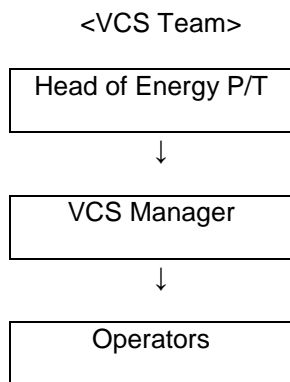 <VCS Team>
Head of Energy P/T
↓
VCS Manager
↓
Operators